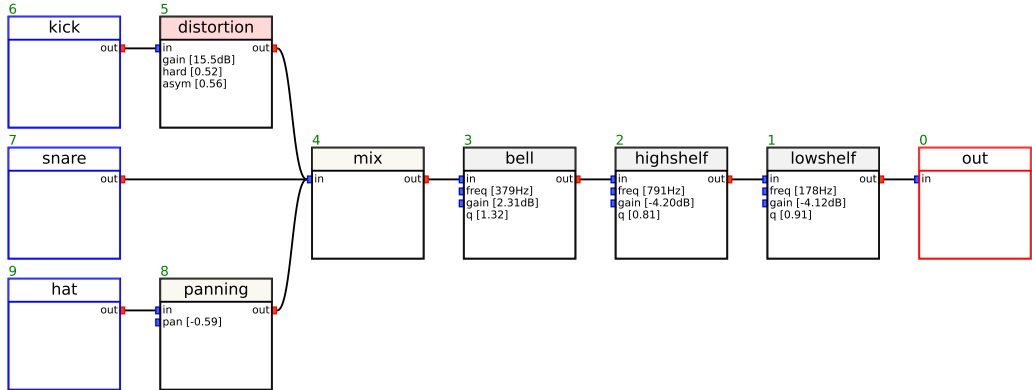 6
kick
out
5
distortion
in out
gain [15.5dB]
hard [0.52]
asym [0.56]
7
snare
out
4
mix
in out
3
bell
in out
freq [379Hz]
gain [2.31dB]
q [1.32]
2
highshelf
in out
freq [791Hz]
gain [-4.20dB]
q [0.81]
1
lowshelf
in out
freq [178Hz]
gain [-4.12dB]
q [0.91]
0
out
in
9
hat
out
8
panning
in out
pan [-0.59]